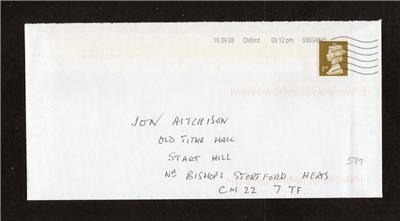 16.09.08 Oxford 06:12 pm
1ST
JON AITCHISON
OLD TITHE HALL
START HILL
NR BISHOPS STORTFORD HERTS
CM22 7TF.